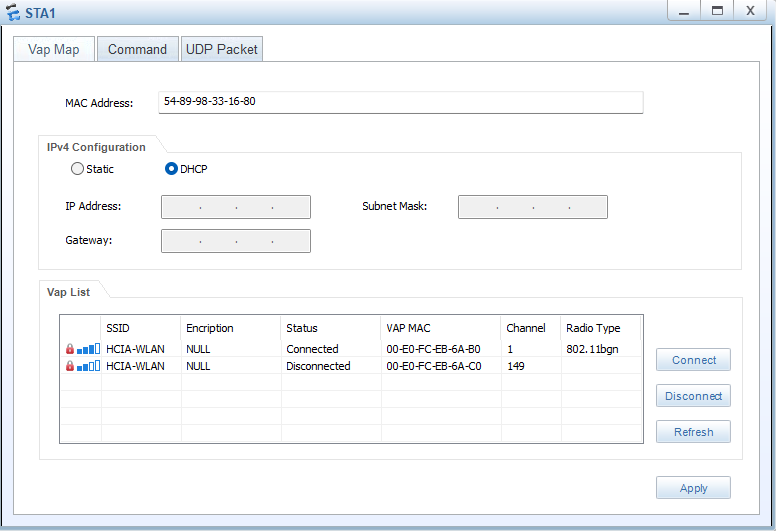 STA1
X
Vap Map Command UDP Packet
MAC Address: 54-89-98-33-16-80
IPv4 Configuration
Static DHCP
IP Address: . . . Subnet Mask: . . .
Gateway: . . .
Vap List
SSID Encription Status VAP MAC Channel Radio Type
HCIA-WLAN NULL Connected 00-E0-FC-EB-6A-B0 1 802.11bgn
HCIA-WLAN NULL Disconnected 00-E0-FC-EB-6A-C0 149
Connect
Disconnect
Refresh
Apply